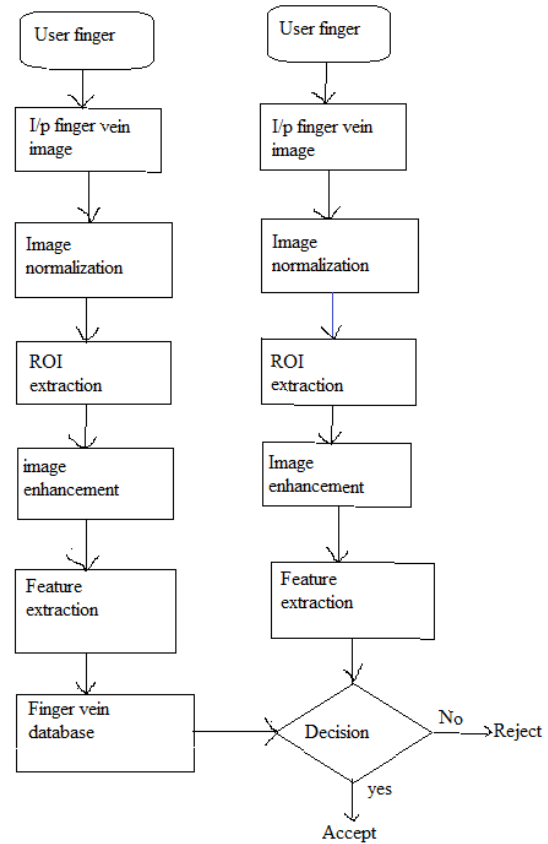 User finger
I/p finger vein
image
Image
normalization
ROI
extraction
image
enhancement
Feature
extraction
Finger vein
database
User finger
I/p finger vein
image
Image
normalization
ROI
extraction
Image
enhancement
Feature
extraction
Decision
No
Reject
yes
Accept